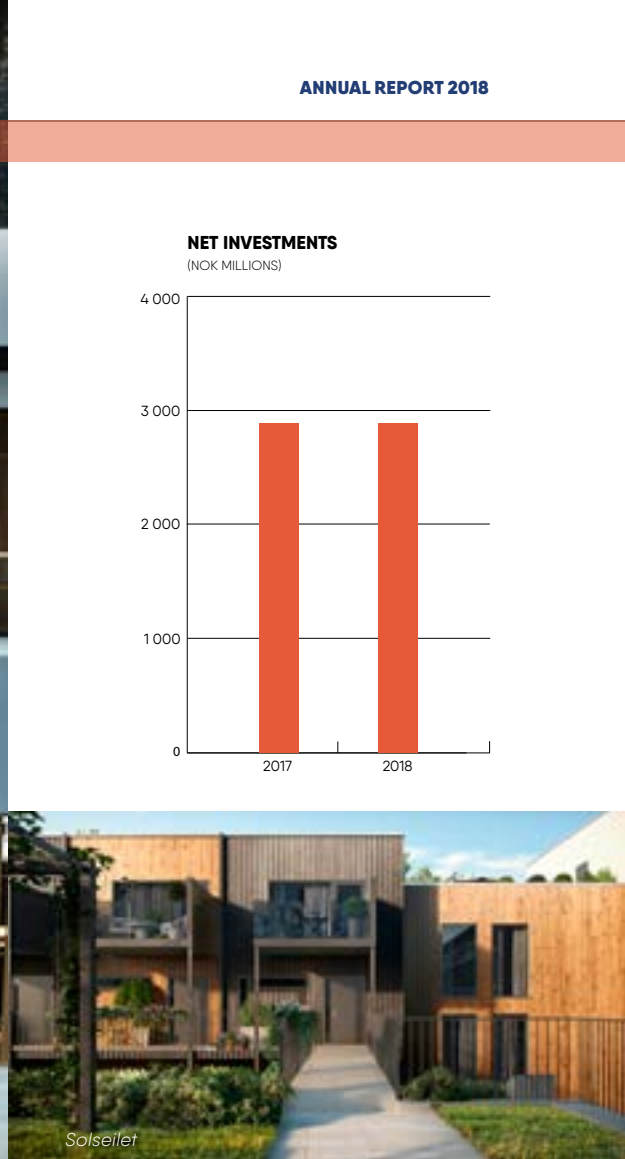 ANNUAL REPORT 2018
NET INVESTMENTS
(NOK MILLIONS)
4 000
3 000
2 000
1 000
0
2017
2018
Solseilet